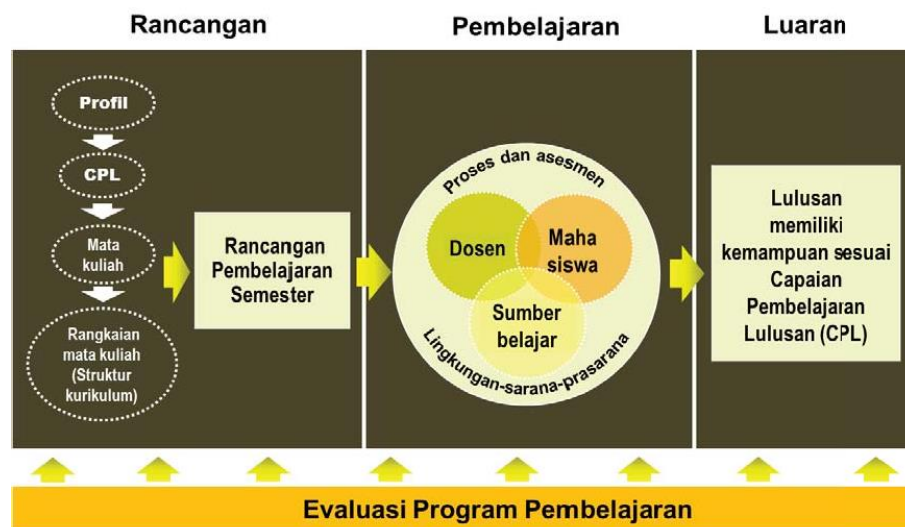 Rancangan
Pembelajaran
Luaran
Profil
CPL
Mata
kuliah
Rangkaian
mata kuliah
(Struktur
kurikulum)
Rancangan
Pembelajaran
Semester
Proses dan asesmen
Dosen
Maha
siswa
Sumber
belajar
Lingkungan-sarana-prasarana
Lulusan
memiliki
kemampuan sesuai
Capaian
Pembelajaran
Lulusan (CPL)
Evaluasi Program Pembelajaran